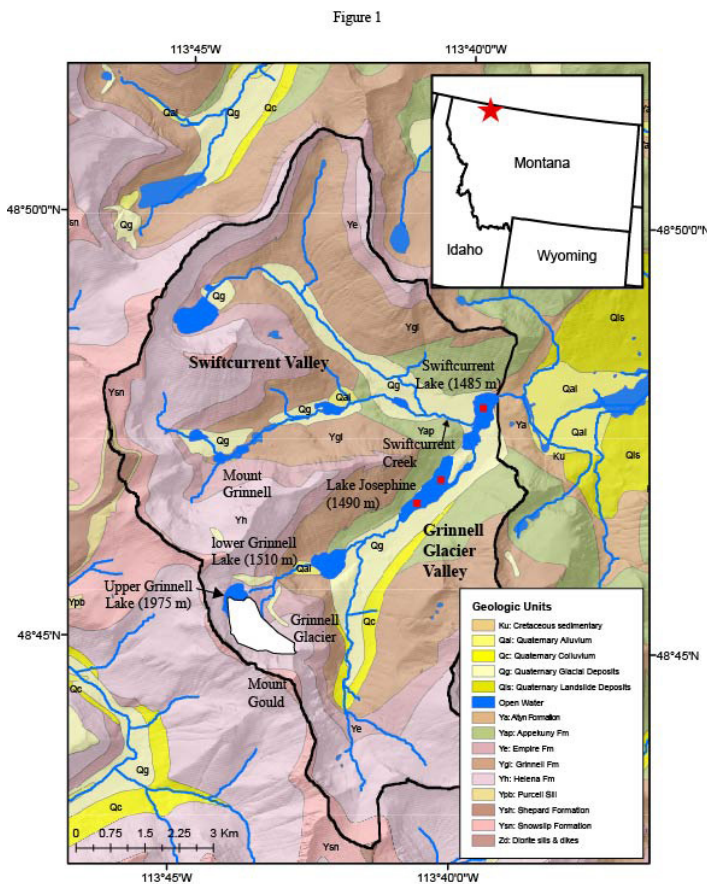 Figure 1
113°45'W
113°40'W
Qal
Qg
Qc
Montana
Idaho
Wyoming
48°50'0"N
48°50'0"N
Qg
Ysn
Ye
Qg
Ygl
Qls
Swiftcurrent Valley
Swiftcurrent
Lake (1485 m)
Ysn
Qg
Qal
Qal
Qg
Yap
Ya
Qal
Qg
Ygl
Swiftcurrent
Creek
Ku
Qls
Mount
Grinnell
Lake Josephine
(1490 m)
Yh
Grinnell
Glacier
Valley
lower Grinnell
Lake (1510 m)
Qg
Qal
Upper Grinnell
Lake (1975 m)
Ypb
Grinnell
Glacier
Qc
48°45'N
48°45'N
Mount
Gould
Qc
Ye
Qg
Qc
Ysn
Geologic Units
Ku: Cretaceous sedimentary
Qal: Quaternary Alluvium
Qc: Quaternary Colluvium
Qg: Quaternary Glacial Deposits
Qls: Quaternary Landslide Deposits
Open Water
Ya: Altyn Formation
Yap: Appekuny Fm
Ye: Empire Fm
Ygl: Grinnell Fm
Yh: Helena Fm
Ypb: Purcell Sill
Ysh: Shepard Formation
Ysn: Snowslip Formation
Zd: Diorite sills & dikes
0 0.75 1.5 2.25 3 Km
113°45'W
113°40'W